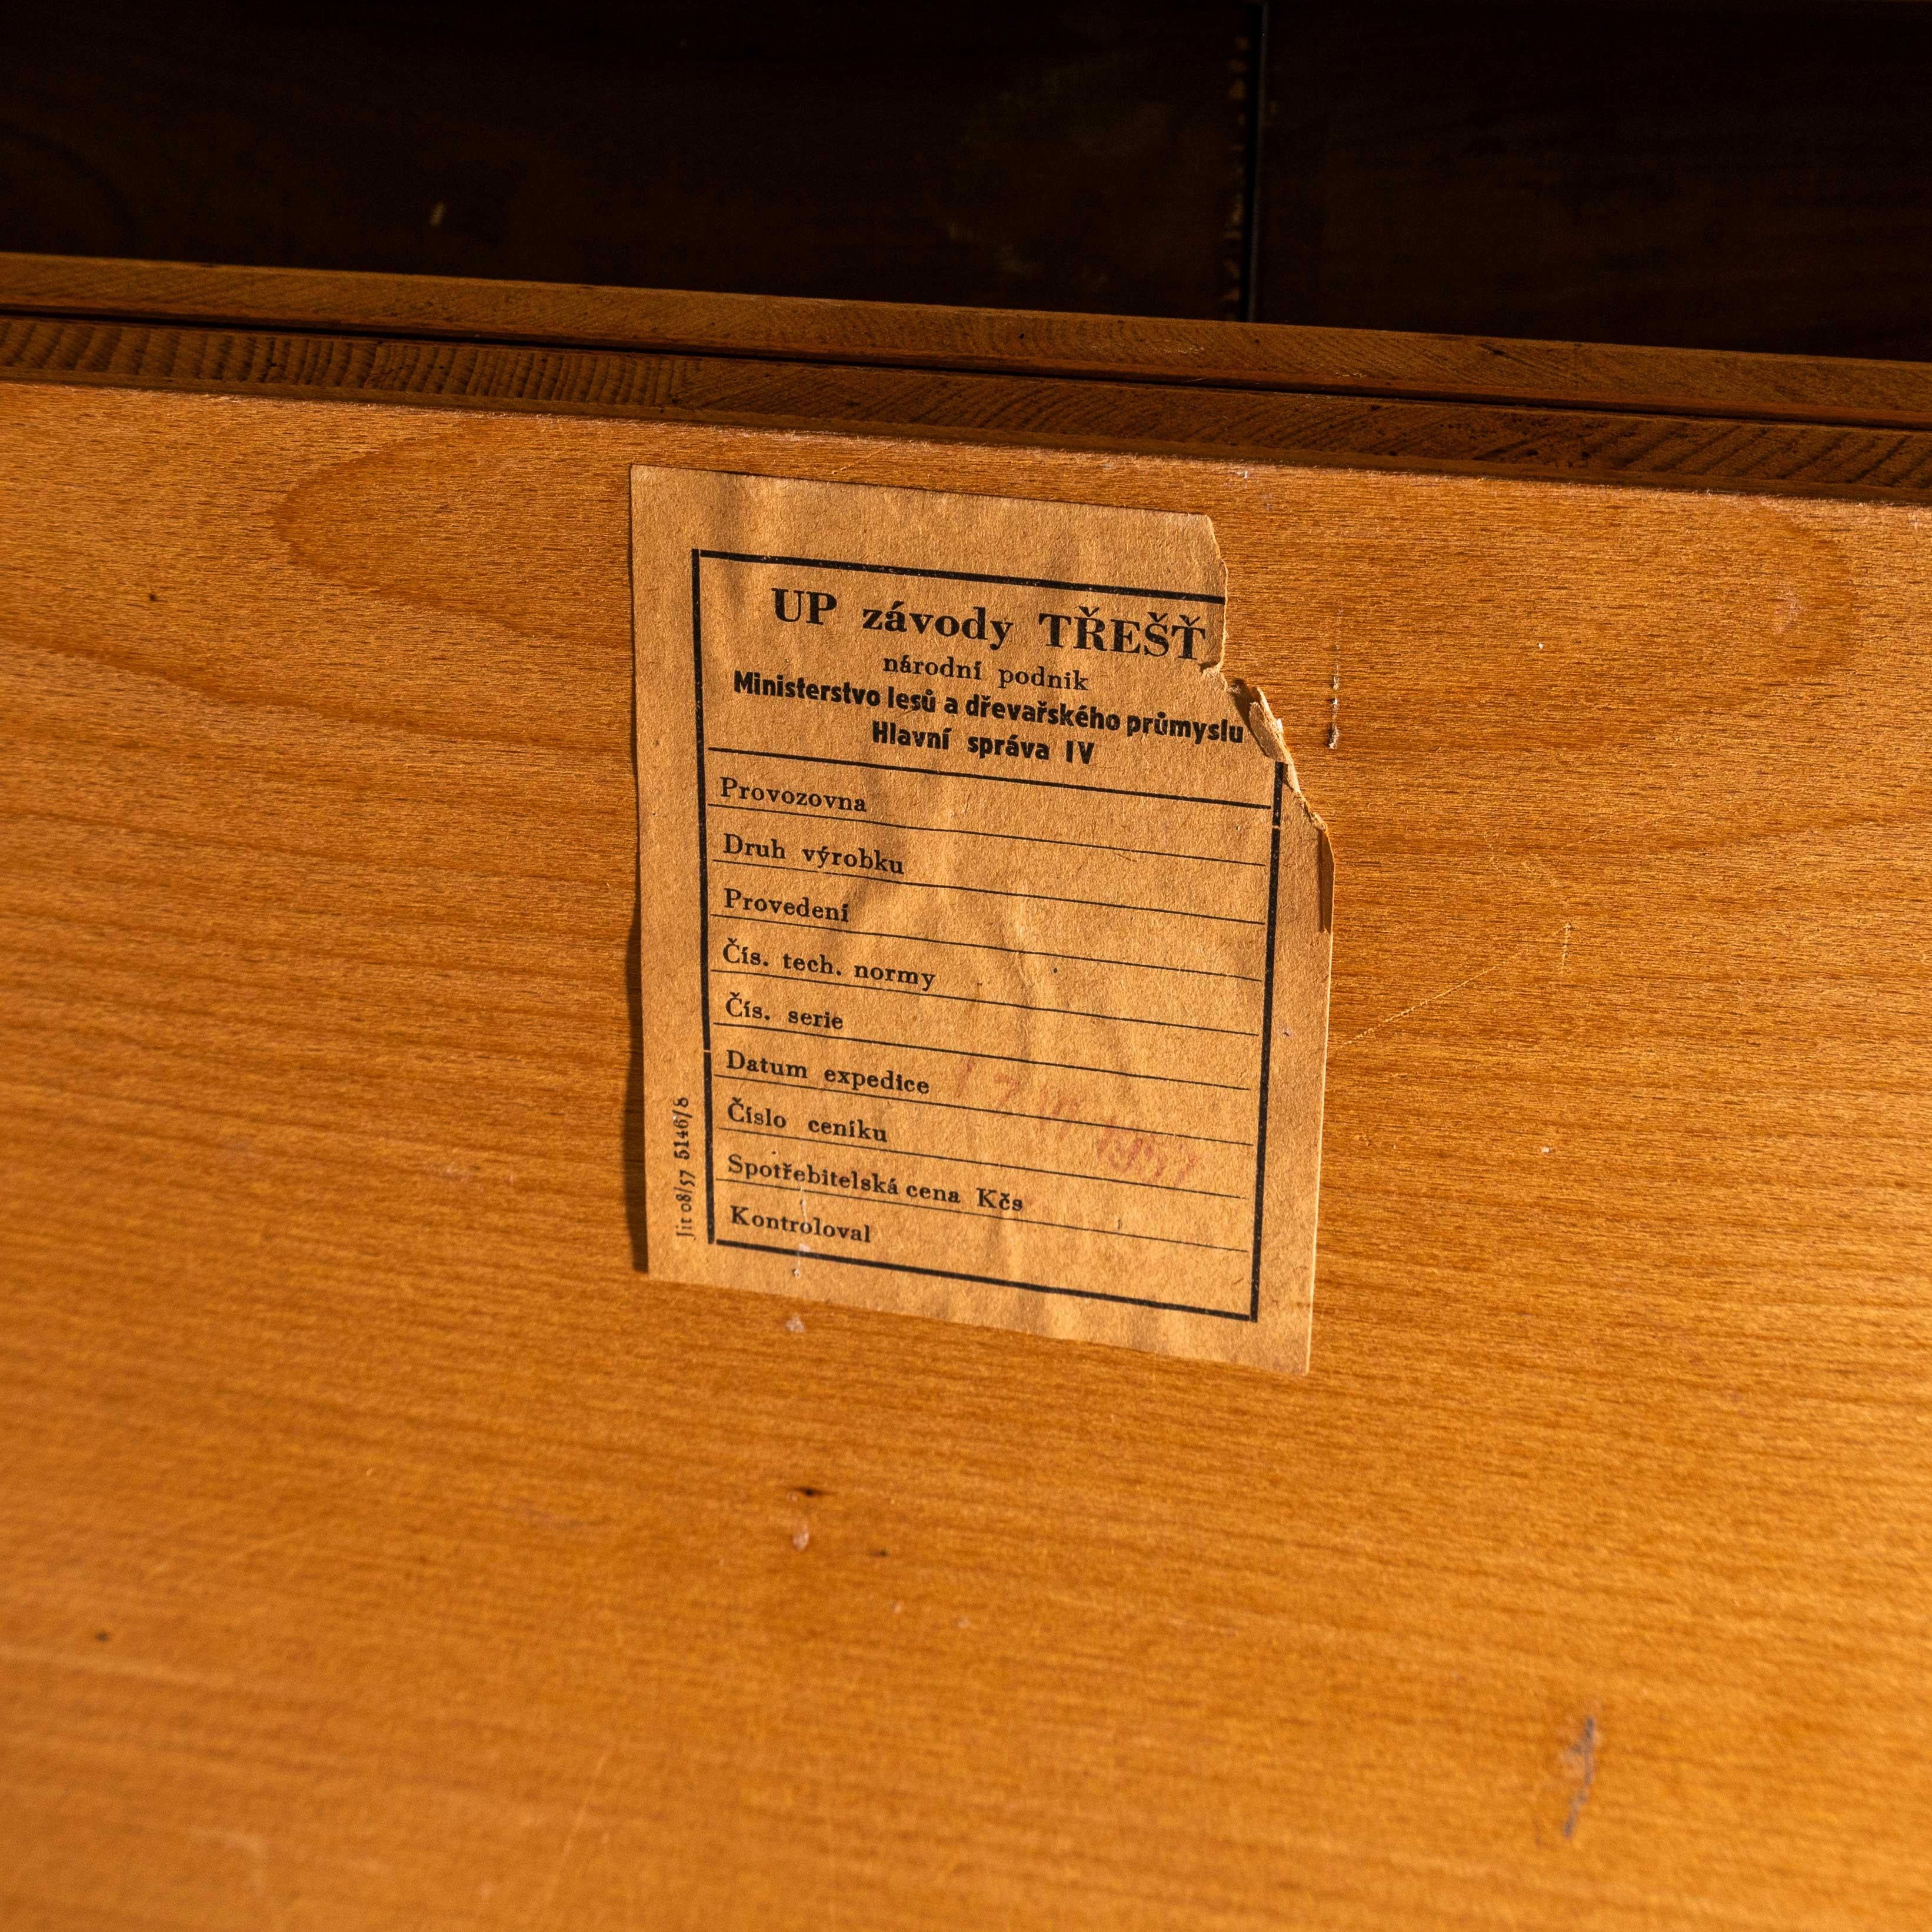 UP závody TŘEŠŤ
národní podnik
Ministerstvo lesů a dřevařského průmyslu
Hlavní správa IV
Provozovna
Druh výrobku
Provedení
Čís. tech. normy
Čís. serie
Datum expedice
Číslo ceníku
Spotřebitelská cena Kčs
Kontroloval
Jit 08/57 5146/8